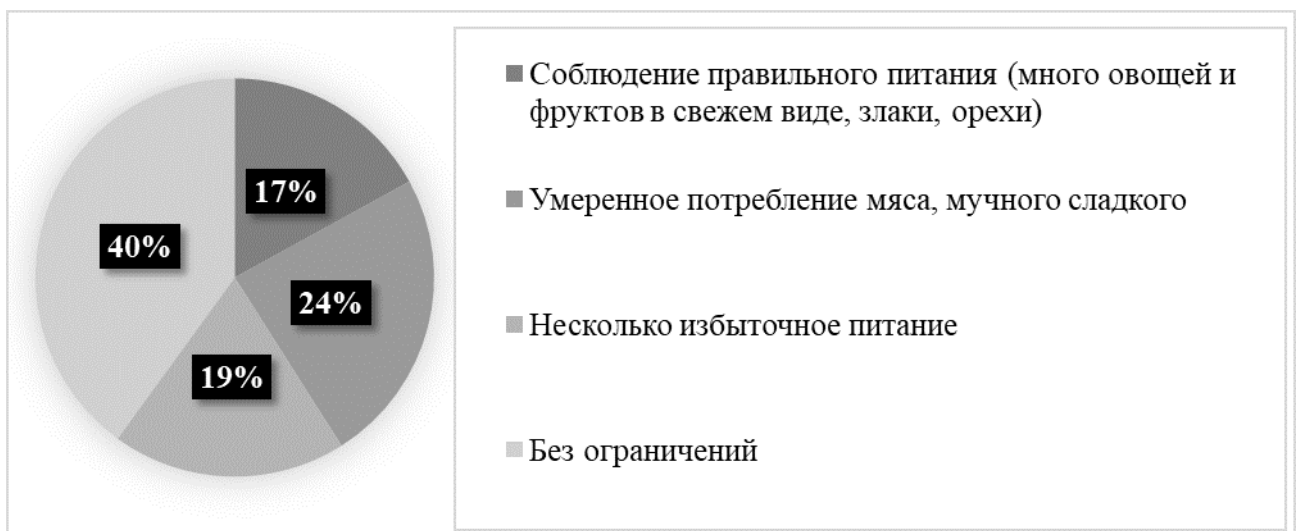 17%
24%
19%
40%
Соблюдение правильного питания (много овощей и
фруктов в свежем виде, злаки, орехи)
Умеренное потребление мяса, мучного сладкого
Несколько избыточное питание
Без ограничений